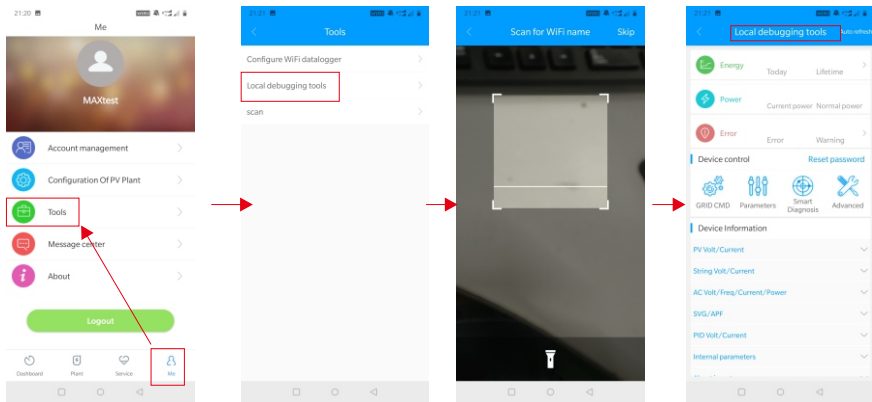 21:20
Me
MAXtest
Account management
Configuration Of PV Plant
Tools
Message center
About
Logout
Dashboard
Plant
Service
Me
21:21
Tools
Configure WiFi datalogger
Local debugging tools
scan
21:21
Scan for WiFi name
Skip
21:21
Local debugging tools
Auto refresh
Energy
Today
Lifetime
Power
Current power
Normal power
Error
Error
Warning
Device control
Reset password
GRID CMD
Parameters
Smart
Diagnosis
Advanced
Device Information
PV Volt/Current
String Volt/Current
AC Volt/Freq/Current/Power
SVG/APF
PID Volt/Current
Internal parameters